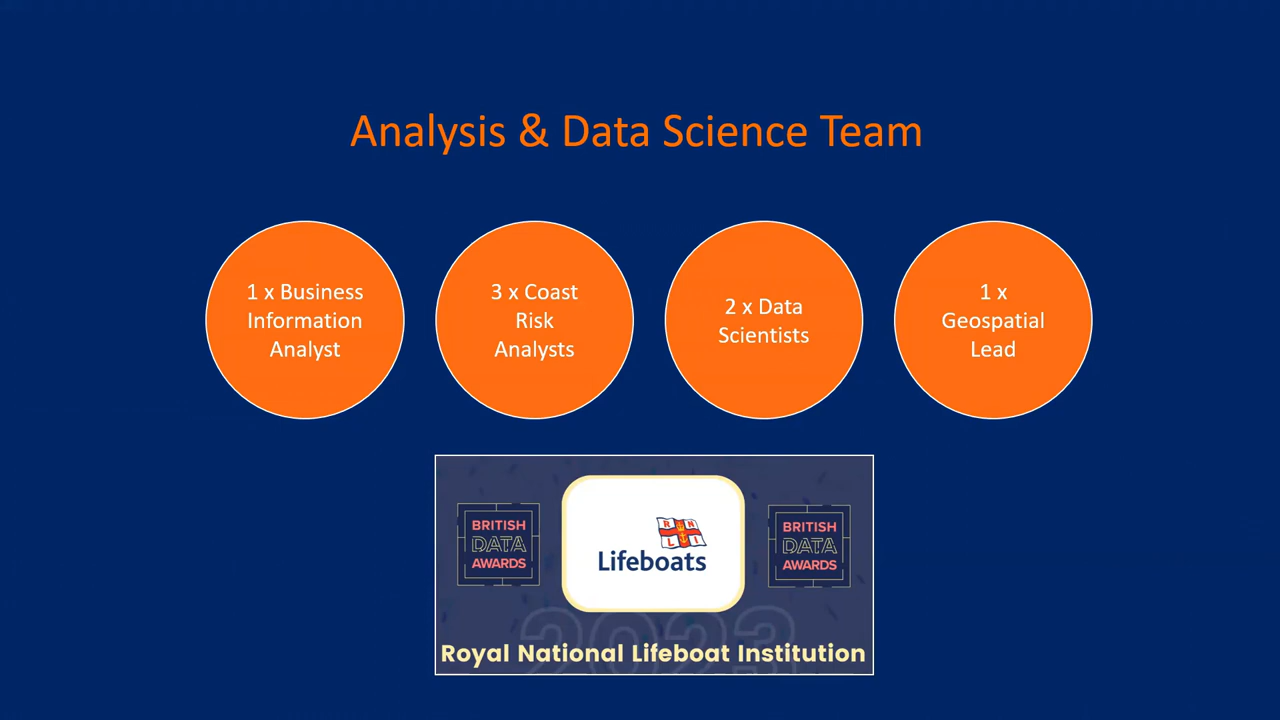 Analysis & Data Science Team
1 x Business
Information
Analyst
3 x Coast
Risk
Analysts
2 x Data
Scientists
1 x
Geospatial
Lead
BRITISH
DATA
AWARDS
R N
L I
Lifeboats
BRITISH
DATA
AWARDS
2023
Royal National Lifeboat Institution